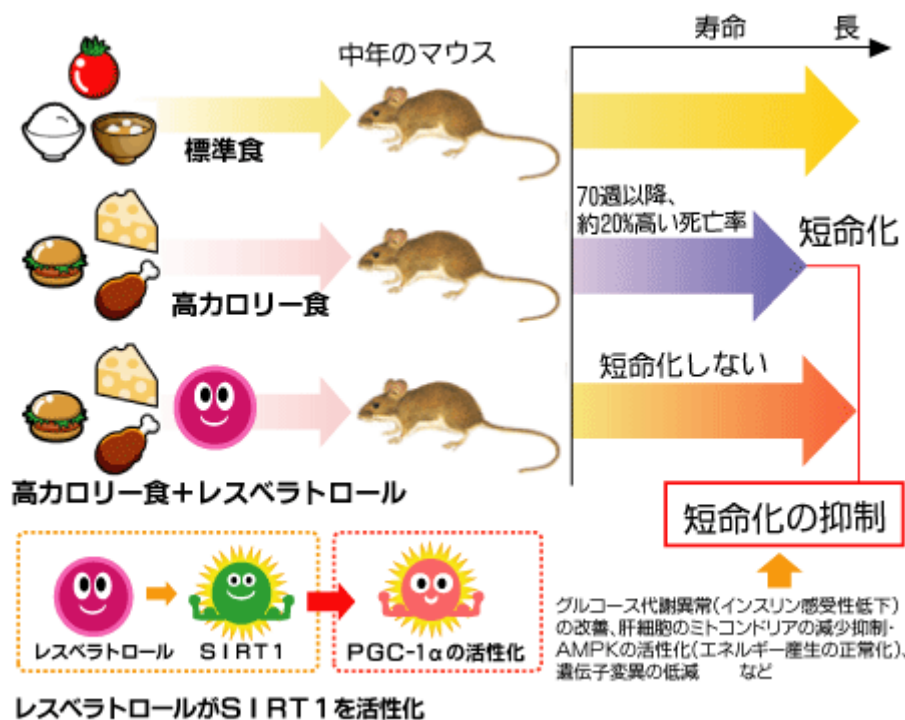 寿命 長
中年のマウス
標準食
70週以降、
約20%高い死亡率
短命化
高カロリー食
短命化しない
高カロリー食＋レスベラトロール
短命化の抑制
レスベラトロール
SIRT1
PGC-1αの活性化
グルコース代謝異常(インスリン感受性低下)
の改善、肝細胞のミトコンドリアの減少抑制・
AMPKの活性化(エネルギー産生の正常化)、
遺伝子変異の低減 など
レスベラトロールがSIRT1を活性化